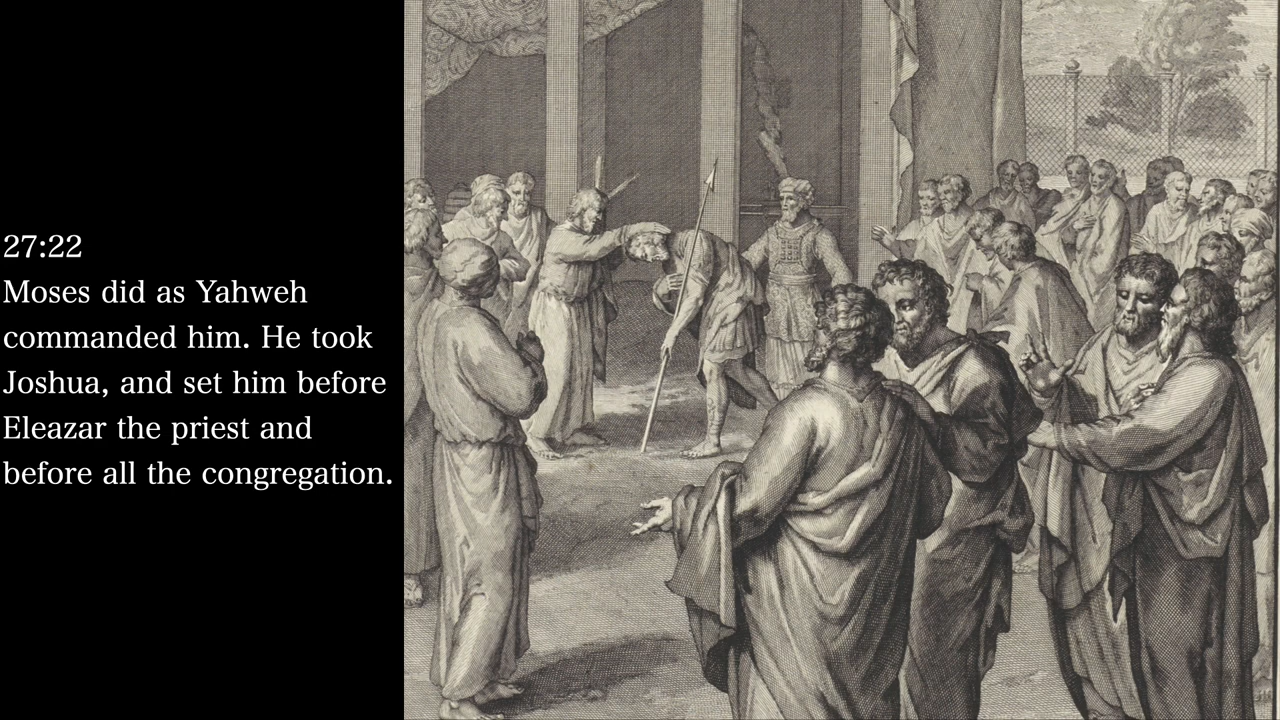 27:22
Moses did as Yahweh
commanded him. He took
Joshua, and set him before
Eleazar the priest and
before all the congregation.